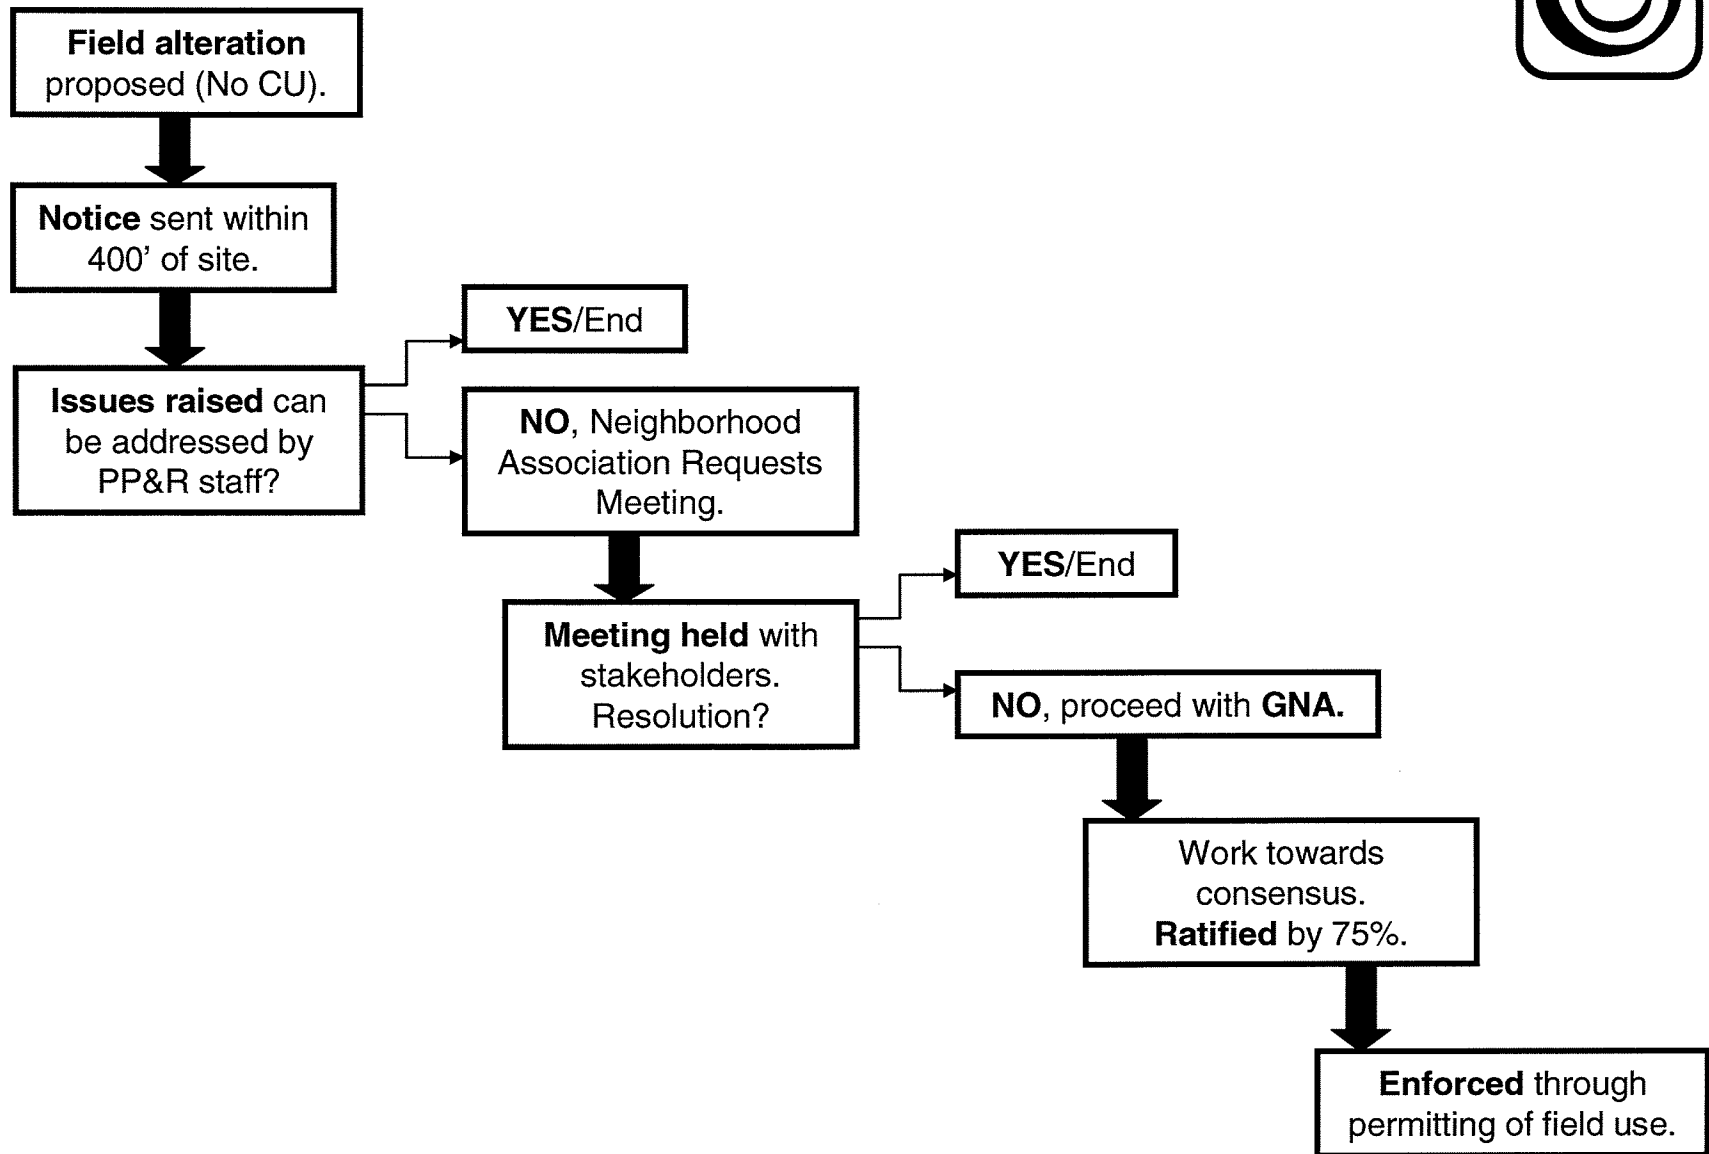 Field alteration
proposed (No CU).
Notice sent within
400’ of site.
YES/End
Issues raised can
be addressed by
PP&R staff?
NO, Neighborhood
Association Requests
Meeting.
YES/End
Meeting held with
stakeholders.
Resolution?
NO, proceed with GNA.
Work towards
consensus.
Ratified by 75%.
Enforced through
permitting of field use.